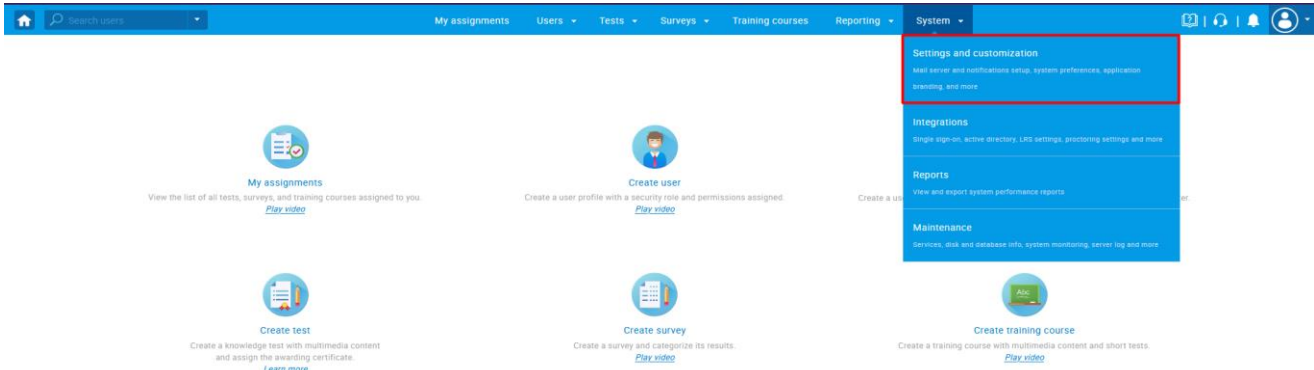 Search users
My assignments Users Tests Surveys Training courses Reporting System
Settings and customization
Mail server and notifications setup, system preferences, application
branding, and more
Integrations
Single sign-on, active directory, LRS settings, proctoring settings and more
Reports
View and export system performance reports
Maintenance
Services, disk and database info, system monitoring, server log and more
My assignments
View the list of all tests, surveys, and training courses assigned to you.
Play video
Create user
Create a user profile with a security role and permissions assigned.
Play video
Create a us
er.
Create test
Create a knowledge test with multimedia content
and assign the awarding certificate.
Learn more
Create survey
Create a survey and categorize its results.
Play video
Abc
Create training course
Create a training course with multimedia content and short tests.
Play video